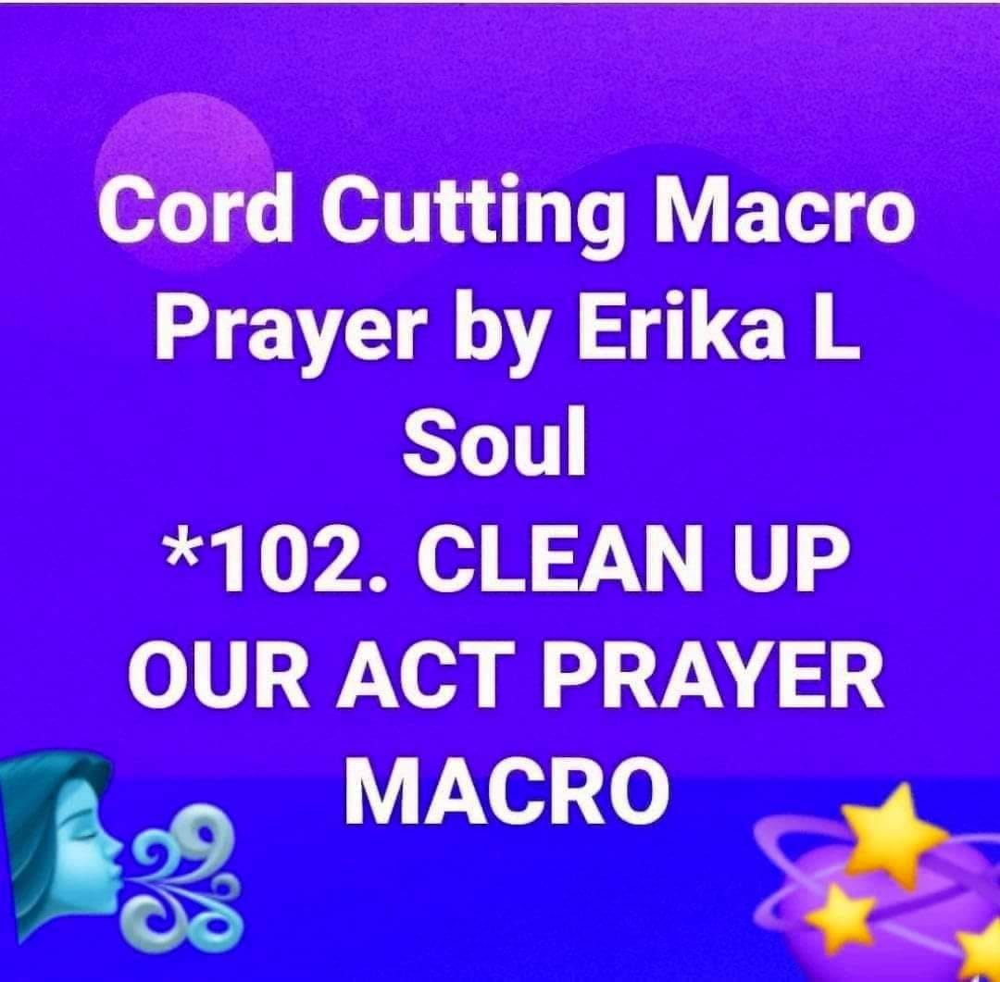 Cord Cutting Macro
Prayer by Erika L
Soul
*102. CLEAN UP
OUR ACT PRAYER
MACRO